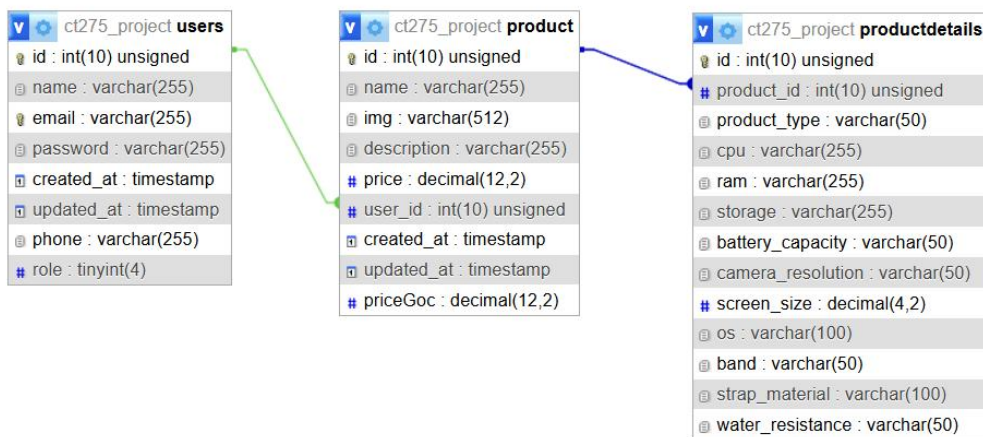 ct275_project users
id : int(10) unsigned
name : varchar(255)
email : varchar(255)
password : varchar(255)
created_at : timestamp
updated_at : timestamp
phone : varchar(255)
role : tinyint(4)
ct275_project product
id : int(10) unsigned
name : varchar(255)
img : varchar(512)
description : varchar(255)
price : decimal(12,2)
user_id : int(10) unsigned
created_at : timestamp
updated_at : timestamp
priceGoc : decimal(12,2)
ct275_project productdetails
id : int(10) unsigned
product_id : int(10) unsigned
product_type : varchar(50)
cpu : varchar(255)
ram : varchar(255)
storage : varchar(255)
battery_capacity : varchar(50)
camera_resolution : varchar(50)
screen_size : decimal(4,2)
os : varchar(100)
band : varchar(50)
strap_material : varchar(100)
water_resistance : varchar(50)